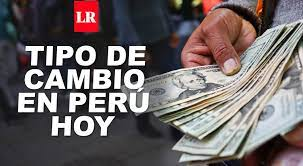 LR
TIPO DE
CAMBIO
EN PERÚ
HOY